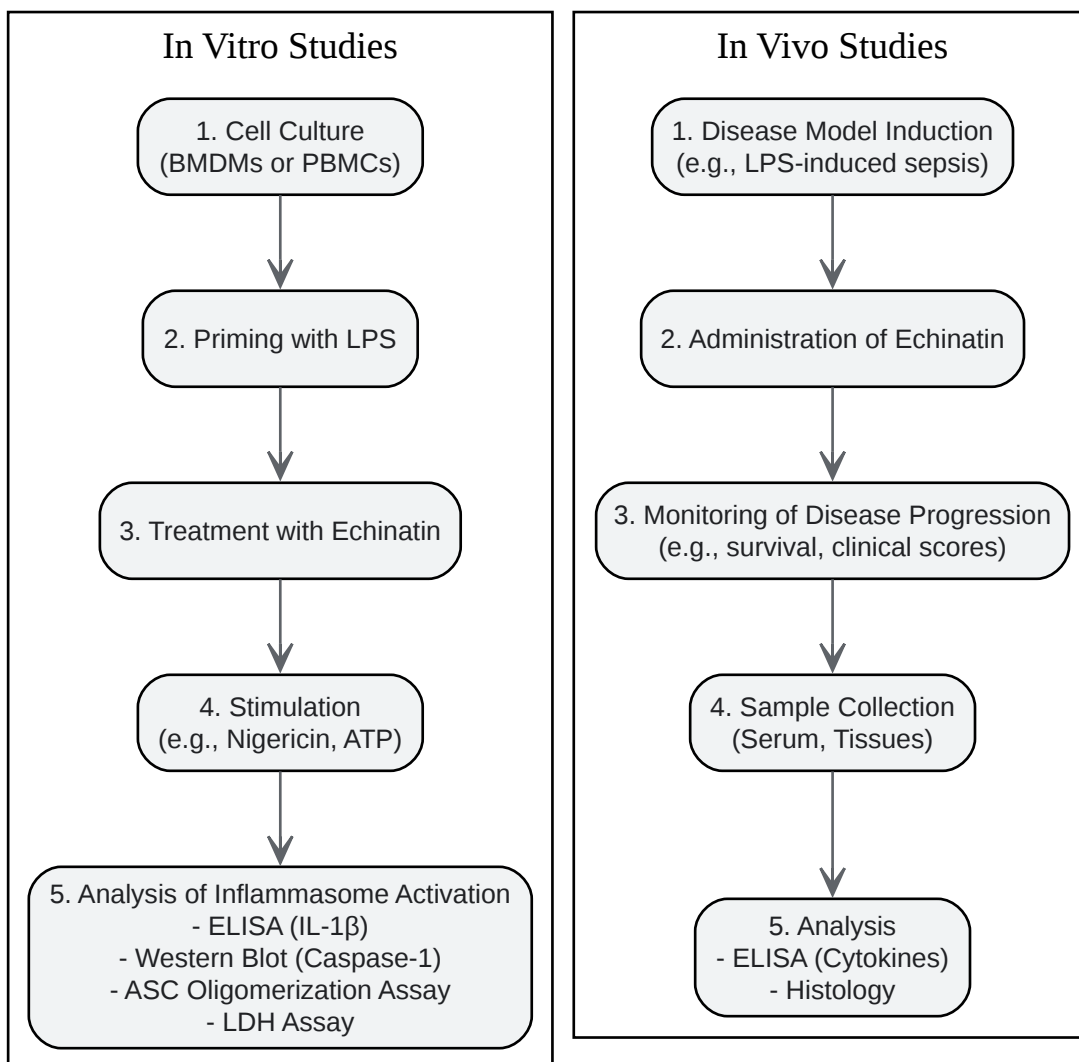 In Vitro Studies
1. Cell Culture
(BMDMs or PBMCs)
2. Priming with LPS
3. Treatment with Echinatin
4. Stimulation
(e.g., Nigericin, ATP)
5. Analysis of Inflammasome Activation
- ELISA (IL-1β)
- Western Blot (Caspase-1)
- ASC Oligomerization Assay
- LDH Assay
In Vivo Studies
1. Disease Model Induction
(e.g., LPS-induced sepsis)
2. Administration of Echinatin
3. Monitoring of Disease Progression
(e.g., survival, clinical scores)
4. Sample Collection
(Serum, Tissues)
5. Analysis
- ELISA (Cytokines)
- Histology